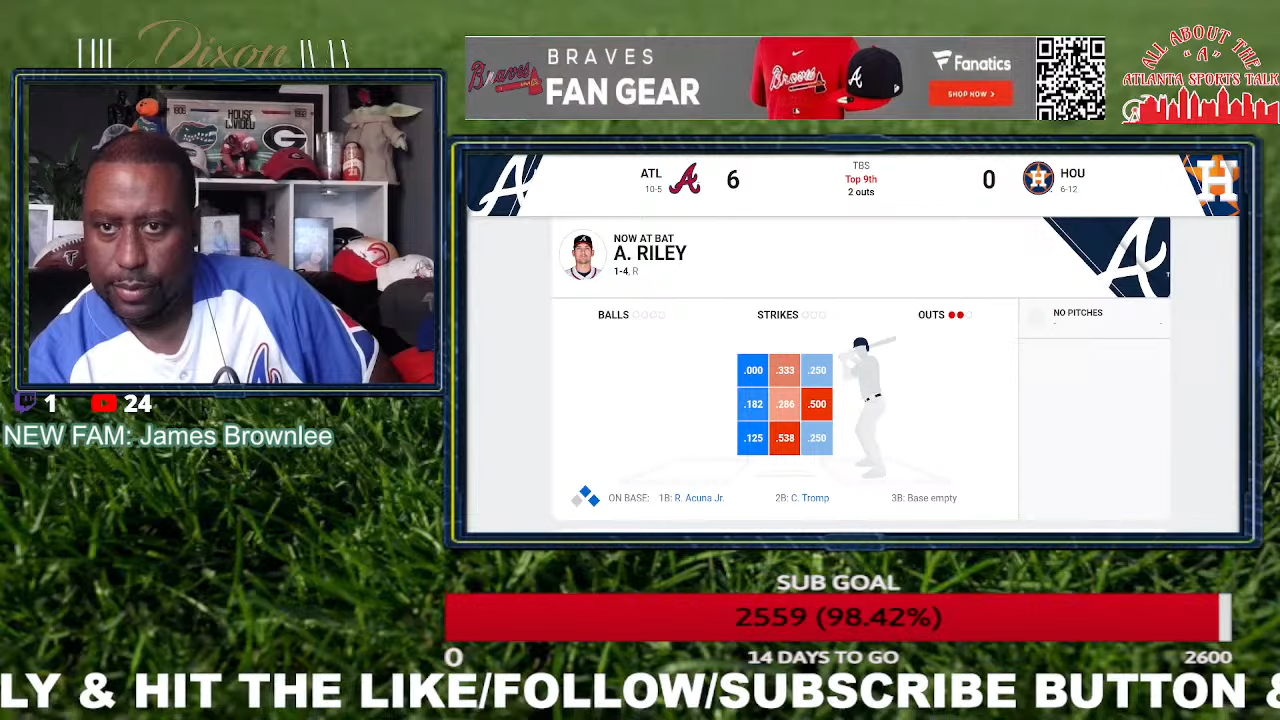 Dixon
BRAVES
FAN GEAR
Braves
Braves
Fanatics
SHOP NOW >
ALL ABOUT THE
"A"
ATLANTA SPORTS TALK
HOUSE
DIVIDED
ATL
10-5
6
TBS
Top 9th
2 outs
0
HOU
6-12
NOW AT BAT
A. RILEY
1-4, R
BALLS
STRIKES
OUTS
NO PITCHES
.000 .333 .250
.182 .286 .500
.125 .538 .250
ON BASE: 1B: R. Acuna Jr. 2B: C. Tromp 3B: Base empty
1 24
NEW FAM: James Brownlee
SUB GOAL
2559 (98.42%)
0 14 DAYS TO GO 2600
LY & HIT THE LIKE/FOLLOW/SUBSCRIBE BUTTON &